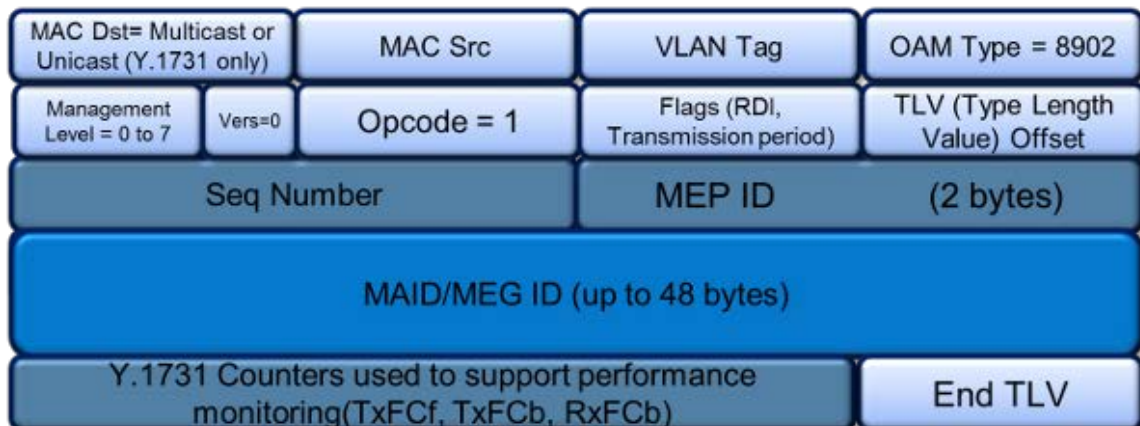 MAC Dst= Multicast or
Unicast (Y.1731 only)
MAC Src
VLAN Tag
OAM Type = 8902
Management
Level = 0 to 7
Vers=0
Opcode = 1
Flags (RDI,
Transmission period)
TLV (Type Length
Value) Offset
Seq Number
MEP ID (2 bytes)
MAID/MEG ID (up to 48 bytes)
Y.1731 Counters used to support performance
monitoring(TxFCf, TxFCb, RxFCb)
End TLV